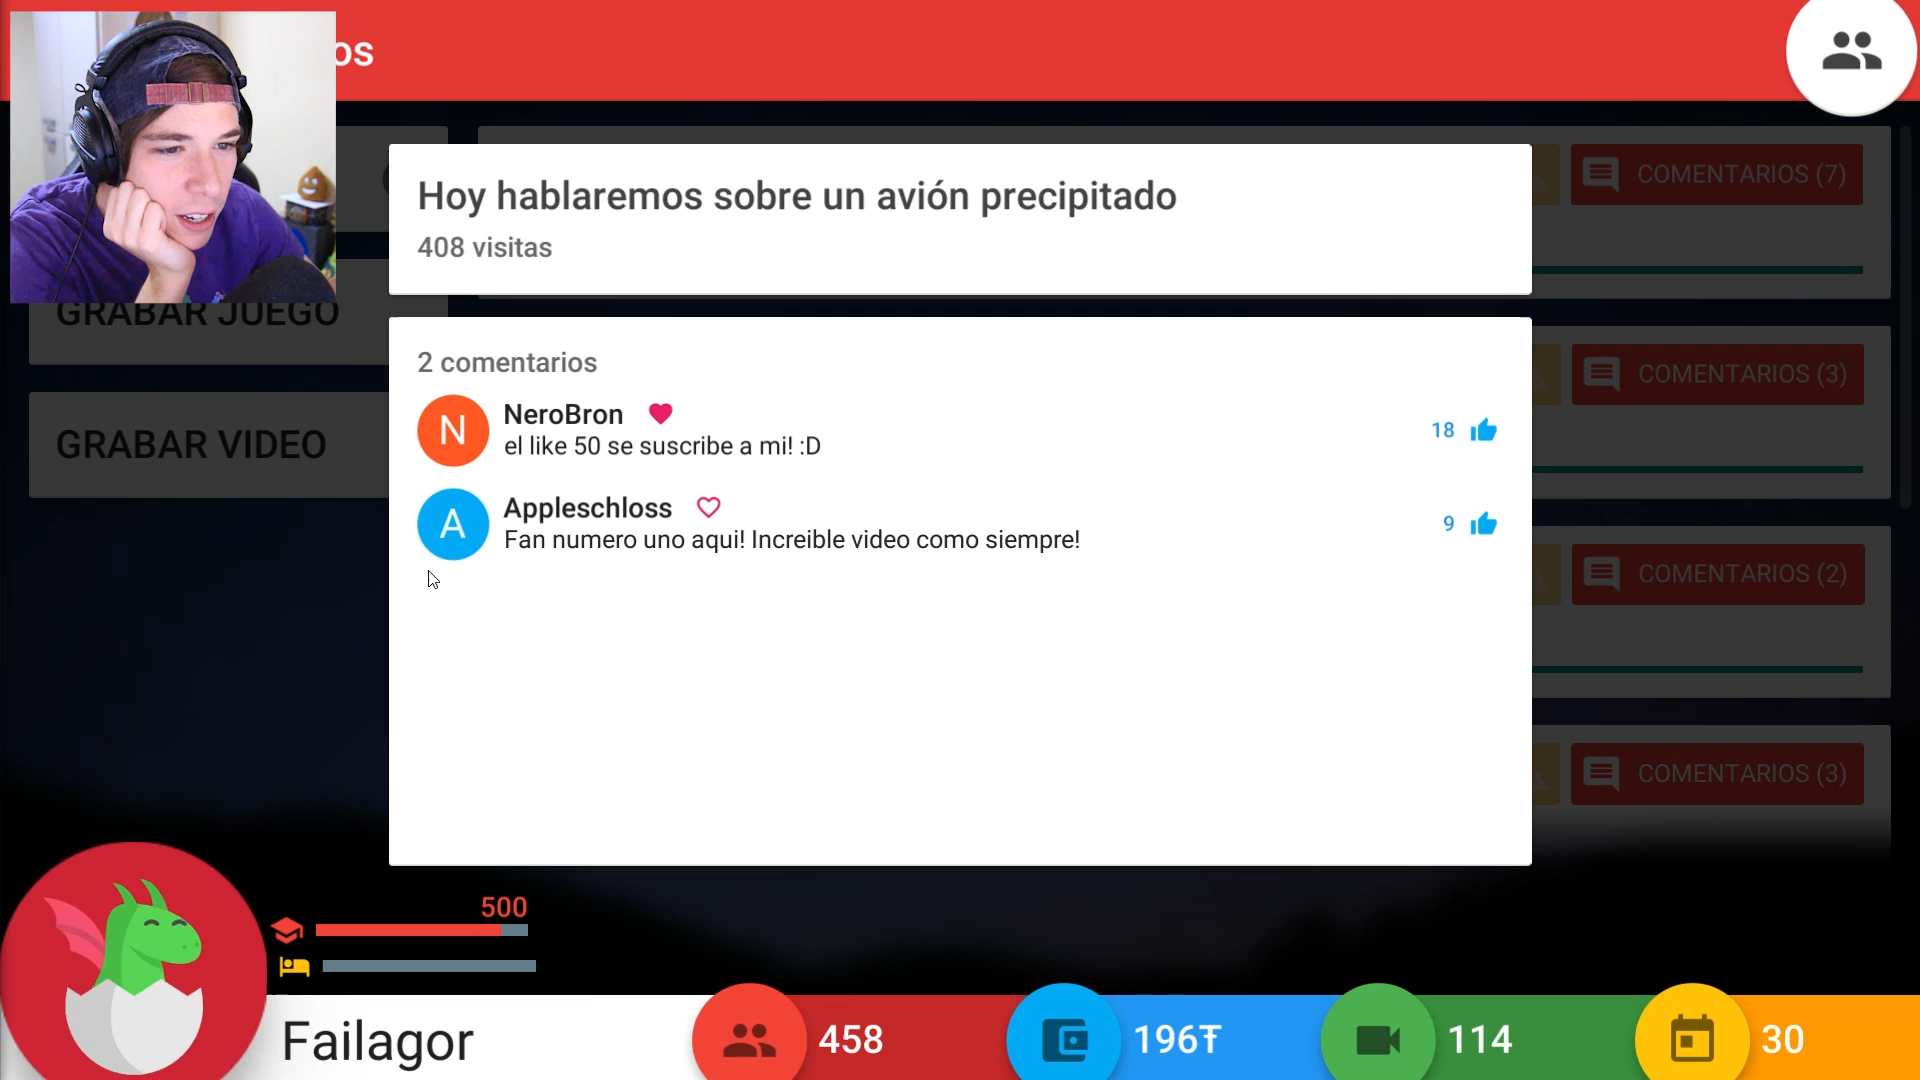 os
COMENTARIOS (7)
Hoy hablaremos sobre un avión precipitado
408 visitas
GRABAR JUEGO
2 comentarios
COMENTARIOS (3)
N
NeroBron
el like 50 se suscribe a mi! :D
18
GRABAR VIDEO
A
Appleschloss
Fan numero uno aqui! Increible video como siempre!
9
COMENTARIOS (2)
COMENTARIOS (3)
500
Failagor
458
196Ŧ
114
30